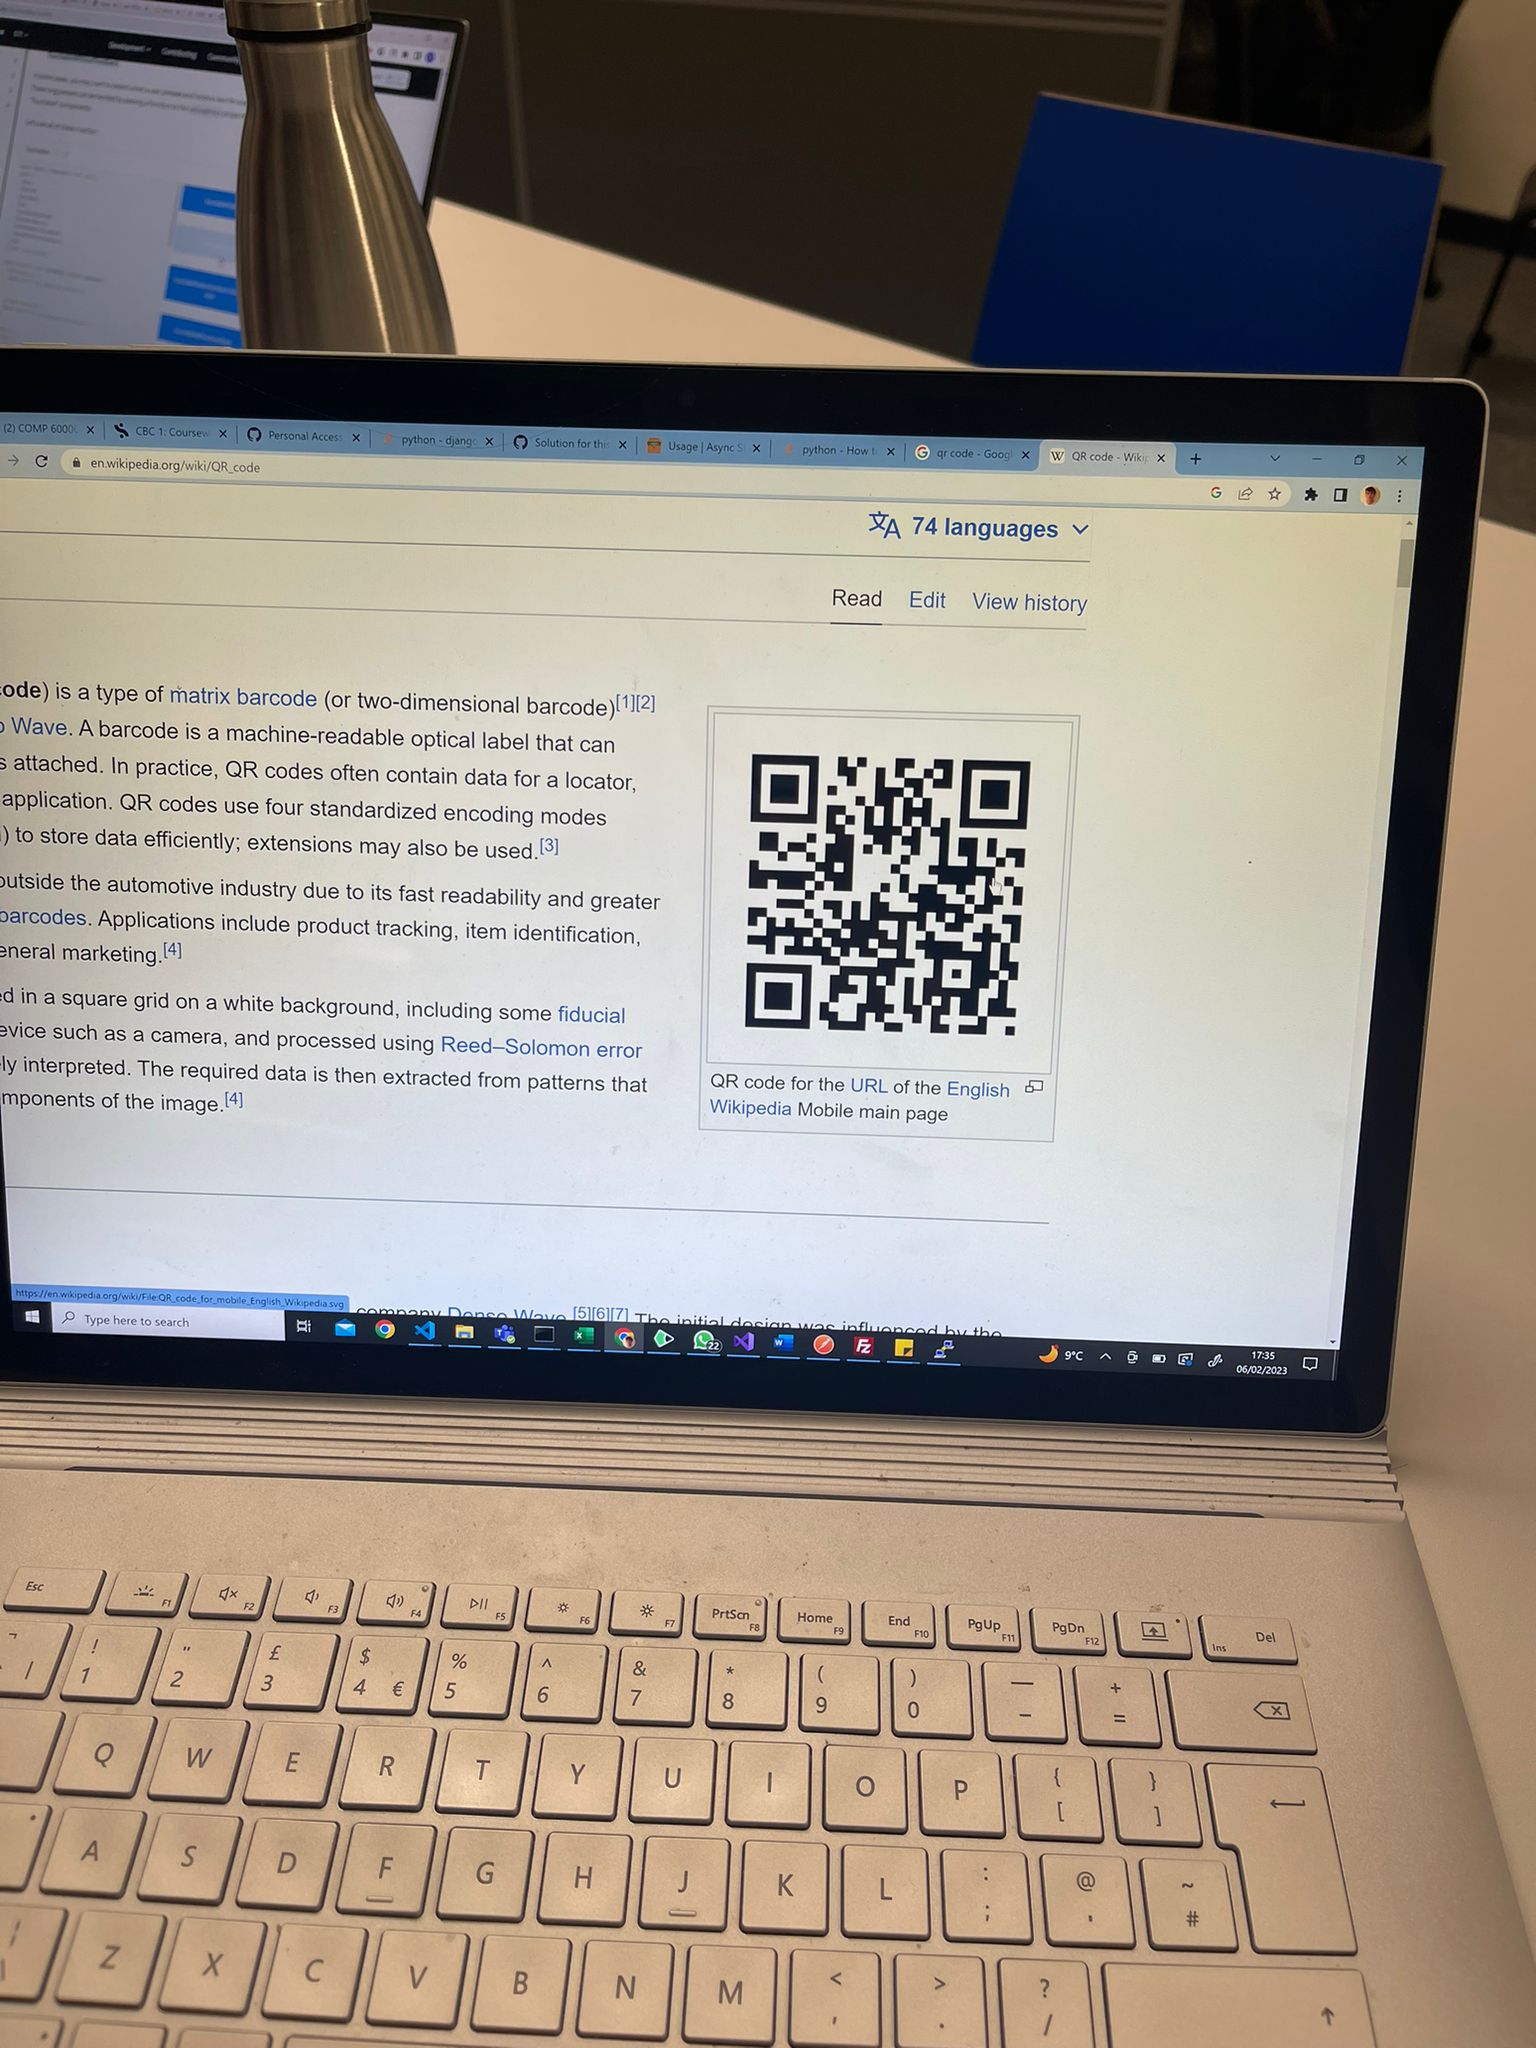 Development
Contributing
(2) COMP 6000
CBC 1: Coursew
Personal Access
python - djang
Solution for this
Usage | Async S
python - How t
qr code - Googl
QR code - Wikip
en.wikipedia.org/wiki/QR_code
74 languages
Read Edit View history
code) is a type of matrix barcode (or two-dimensional barcode)[1][2]
o Wave. A barcode is a machine-readable optical label that can
s attached. In practice, QR codes often contain data for a locator,
application. QR codes use four standardized encoding modes
) to store data efficiently; extensions may also be used.[3]
outside the automotive industry due to its fast readability and greater
barcodes. Applications include product tracking, item identification,
eneral marketing.[4]
ed in a square grid on a white background, including some fiducial
evice such as a camera, and processed using Reed–Solomon error
ly interpreted. The required data is then extracted from patterns that
mponents of the image.[4]
QR code for the URL of the English
Wikipedia Mobile main page
company Denso Wave.[5][6][7] The initial design was influenced by the
https://en.wikipedia.org/wiki/File:QR_code_for_mobile_English_Wikipedia.svg
Type here to search
22
9°C
17:35
06/02/2023
Esc F1 F2 F3 F4 F5 F6 F7 PrtScn F8 Home F9 End F10 PgUp F11 PgDn F12 Ins Del
¬ | ! 1 " 2 £ 3 $ 4 € % 5 ^ 6 & 7 * 8 ( 9 ) 0 — - + =
Q W E R T Y U I O P { [ } ]
A S D F G H J K L : ; @ ' ~ #
| \ Z X C V B N M < , > . ? /